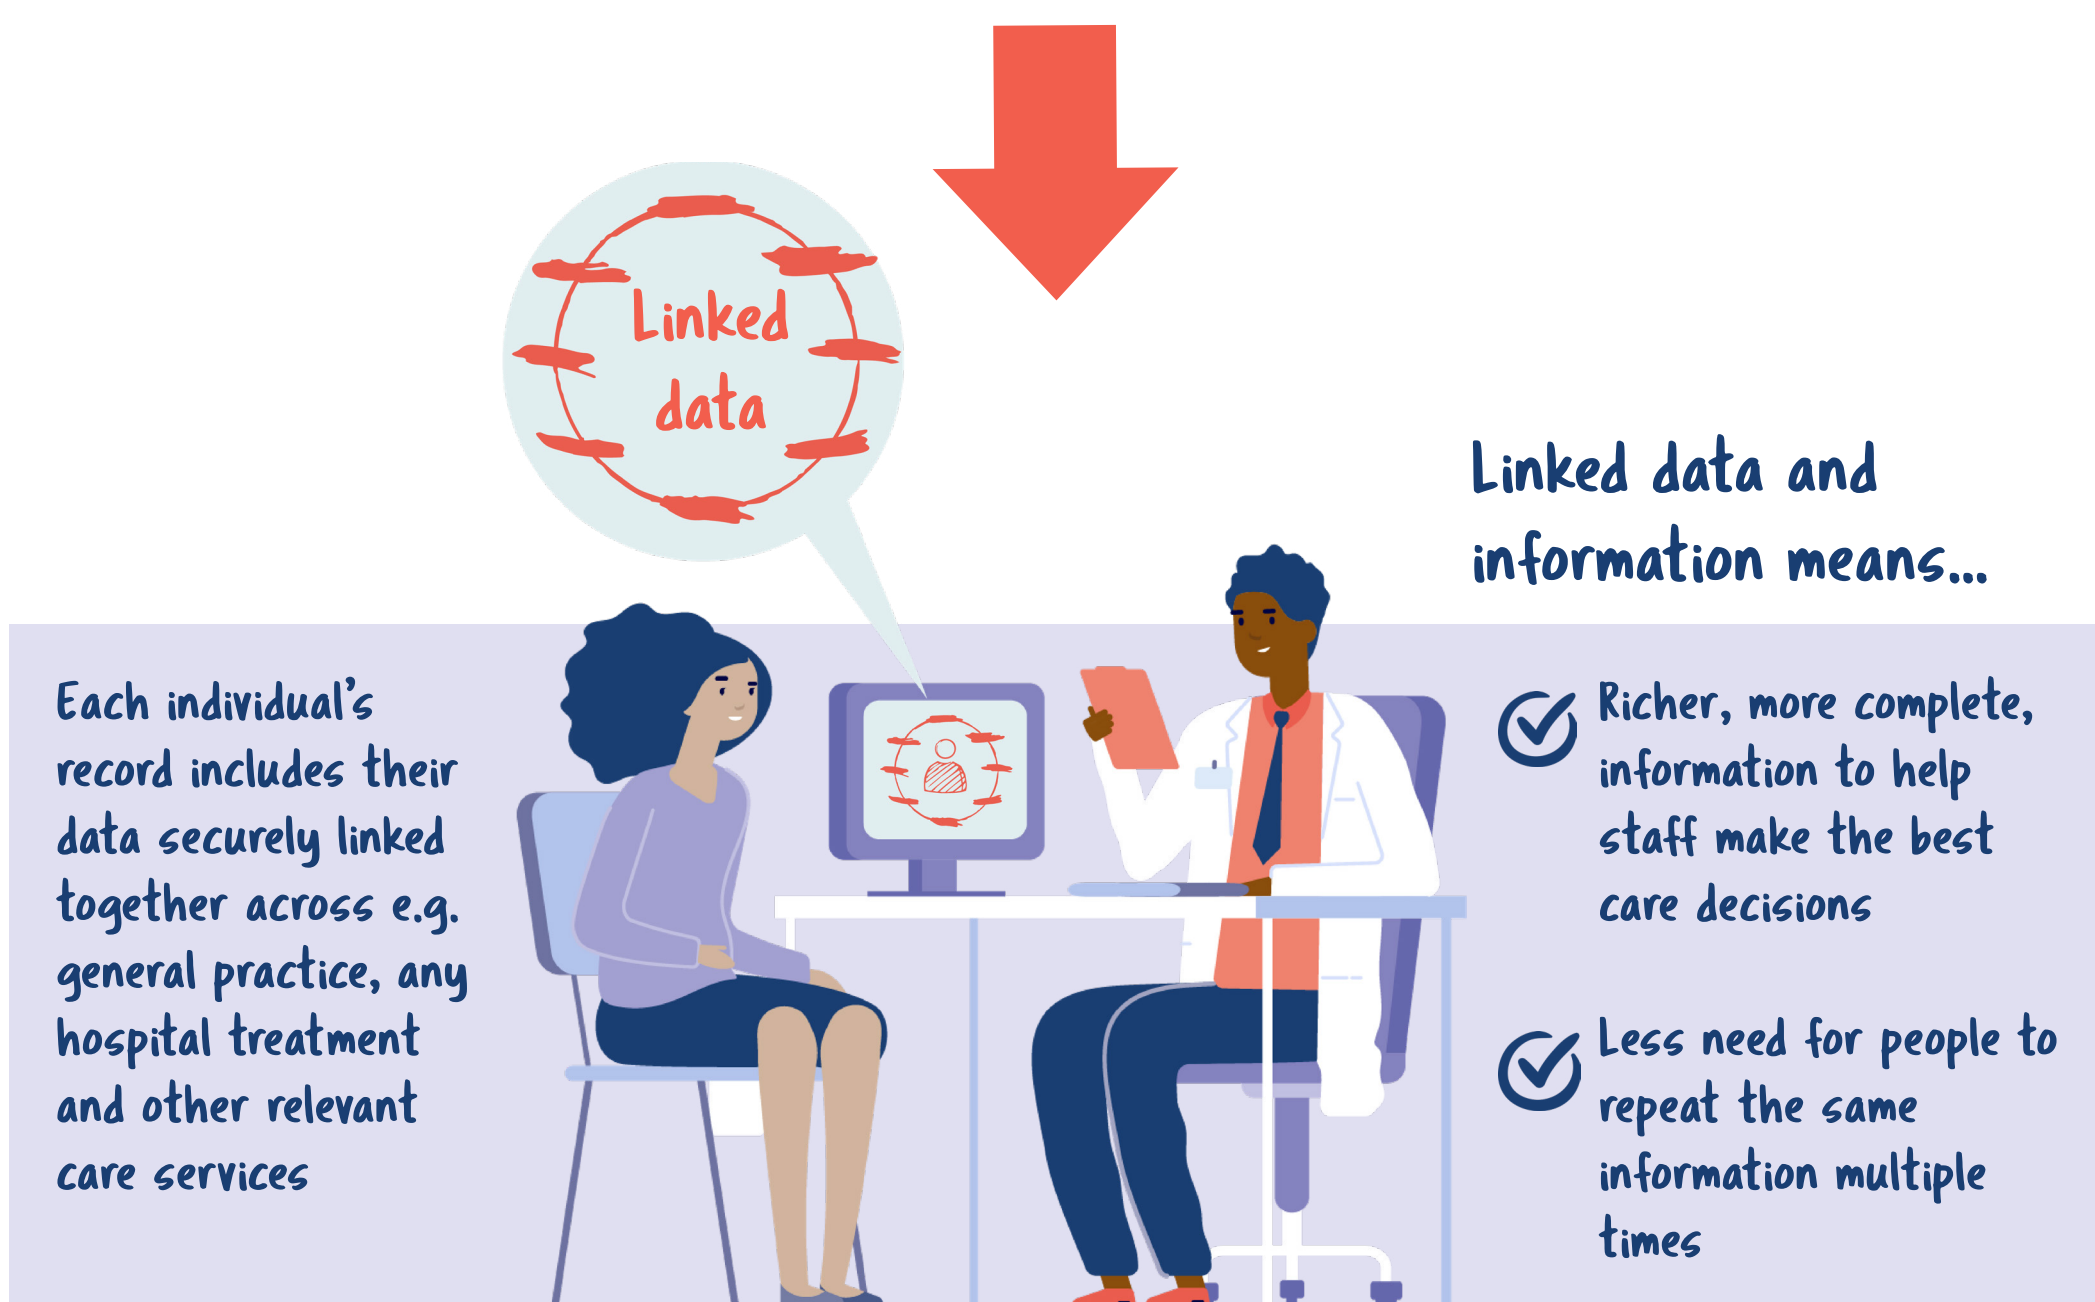 Linked
data
Linked data and
information means...
Each individual's
record includes their
data securely linked
together across e.g.
general practice, any
hospital treatment
and other relevant
care services
Richer, more complete,
information to help
staff make the best
care decisions
Less need for people to
repeat the same
information multiple
times